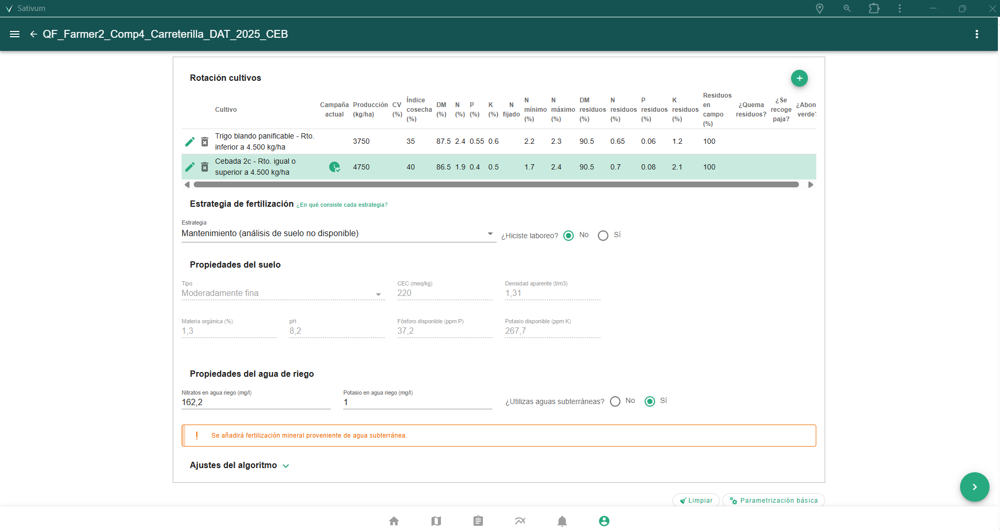 Sativum
QF_Farmer2_Comp4_Carreterilla_DAT_2025_CEB
Rotación cultivos
Cultivo
Campaña actual
Producción (kg/ha)
CV (%)
Índice cosecha (%)
DM (%)
N (%)
P (%)
K (%)
N fijado
N mínimo (%)
N máximo (%)
DM residuos (%)
N residuos (%)
P residuos (%)
K residuos (%)
Residuos en campo (%)
¿Quema residuos?
¿Se recoge paja?
¿Abon verde?
Trigo blando panificable - Rto. inferior a 4.500 kg/ha 3750 35 87.5 2.4 0.55 0.6 2.2 2.3 90.5 0.65 0.06 1.2 100
Cebada 2c - Rto. igual o superior a 4.500 kg/ha 4750 40 86.5 1.9 0.4 0.5 1.7 2.4 90.5 0.7 0.08 2.1 100
Estrategia de fertilización ¿En qué consiste cada estrategia?
Estrategia
Mantenimiento (análisis de suelo no disponible)
¿Hiciste laboreo? No Sí
Propiedades del suelo
Tipo
Moderadamente fina
CEC (meq/kg)
220
Densidad aparente (t/m3)
1,31
Materia orgánica (%)
1,3
pH
8,2
Fósforo disponible (ppm P)
37,2
Potasio disponible (ppm K)
267,7
Propiedades del agua de riego
Nitratos en agua riego (mg/l)
162,2
Potasio en agua riego (mg/l)
1
¿Utilizas aguas subterráneas? No Sí
Se añadirá fertilización mineral proveniente de agua subterránea.
Ajustes del algoritmo
Limpiar
Parametrización básica